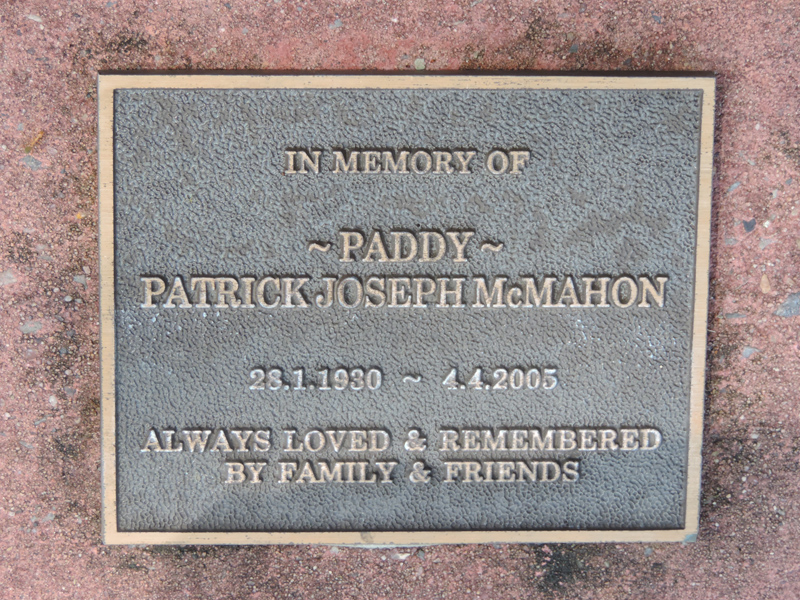 IN MEMORY OF
~ PADDY ~
PATRICK JOSEPH McMAHON
28.1.1930 ~ 4.4.2005
ALWAYS LOVED & REMEMBERED
BY FAMILY & FRIENDS